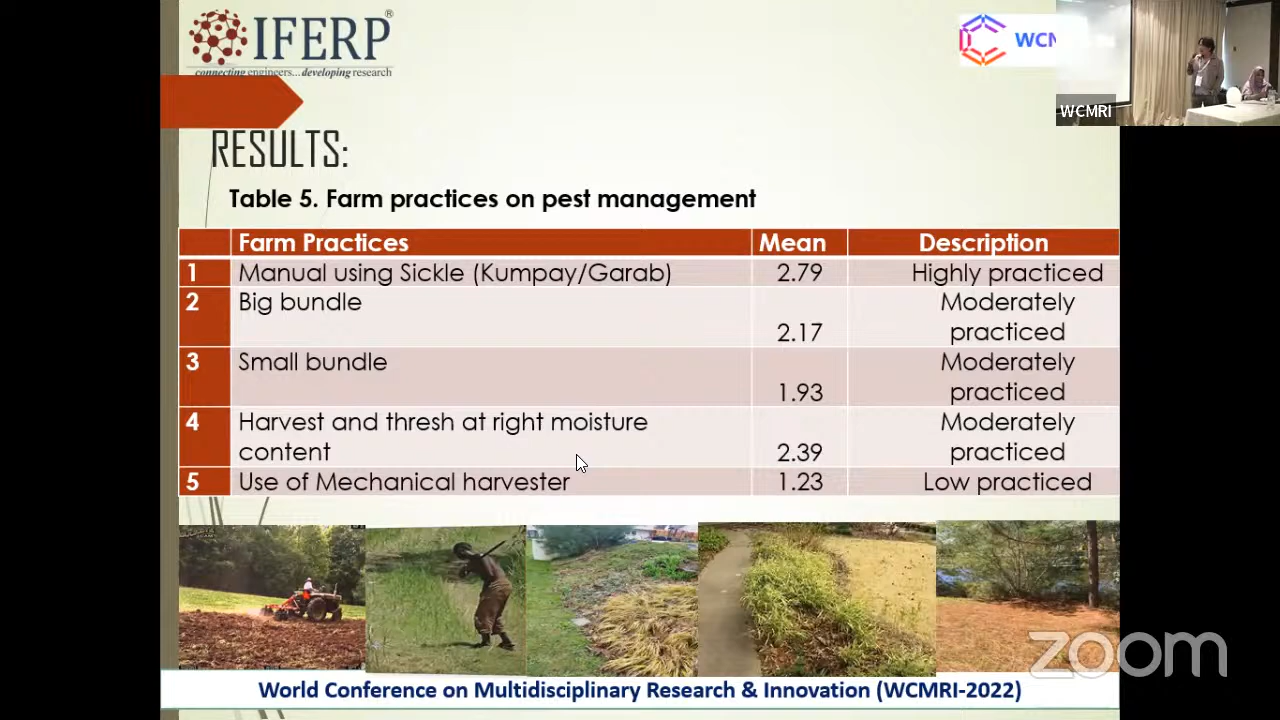 IFERP®
connecting engineers...developing research
WCM
WCMRI
RESULTS:
Table 5. Farm practices on pest management
Farm Practices Mean Description
1 Manual using Sickle (Kumpay/Garab) 2.79 Highly practiced
2 Big bundle 2.17 Moderately
practiced
3 Small bundle 1.93 Moderately
practiced
4 Harvest and thresh at right moisture Moderately
content 2.39 practiced
5 Use of Mechanical harvester 1.23 Low practiced
zoom
World Conference on Multidisciplinary Research & Innovation (WCMRI-2022)